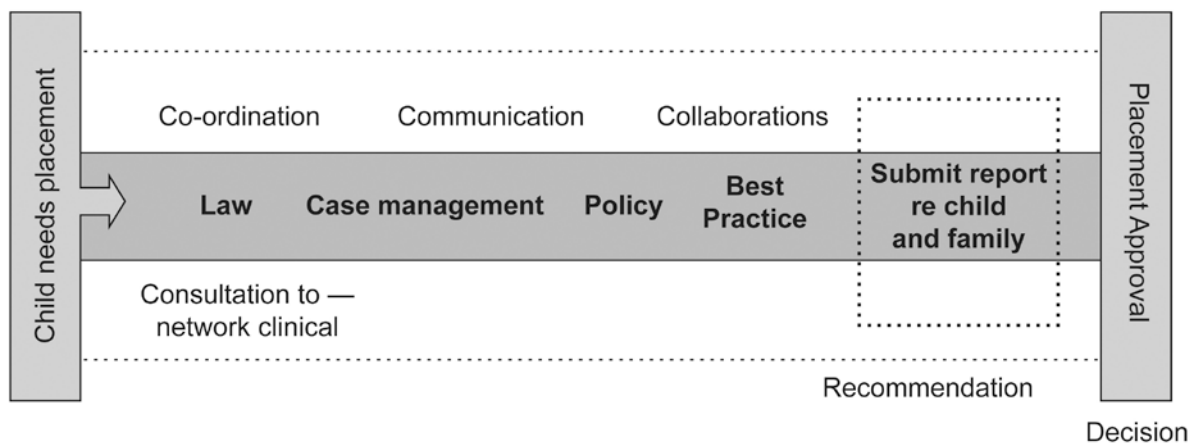 Child needs placement
Co-ordination
Communication
Collaborations
Law
Case management
Policy
Best
Practice
Submit report
re child
and family
Consultation to —
network clinical
Recommendation
Placement Approval
Decision